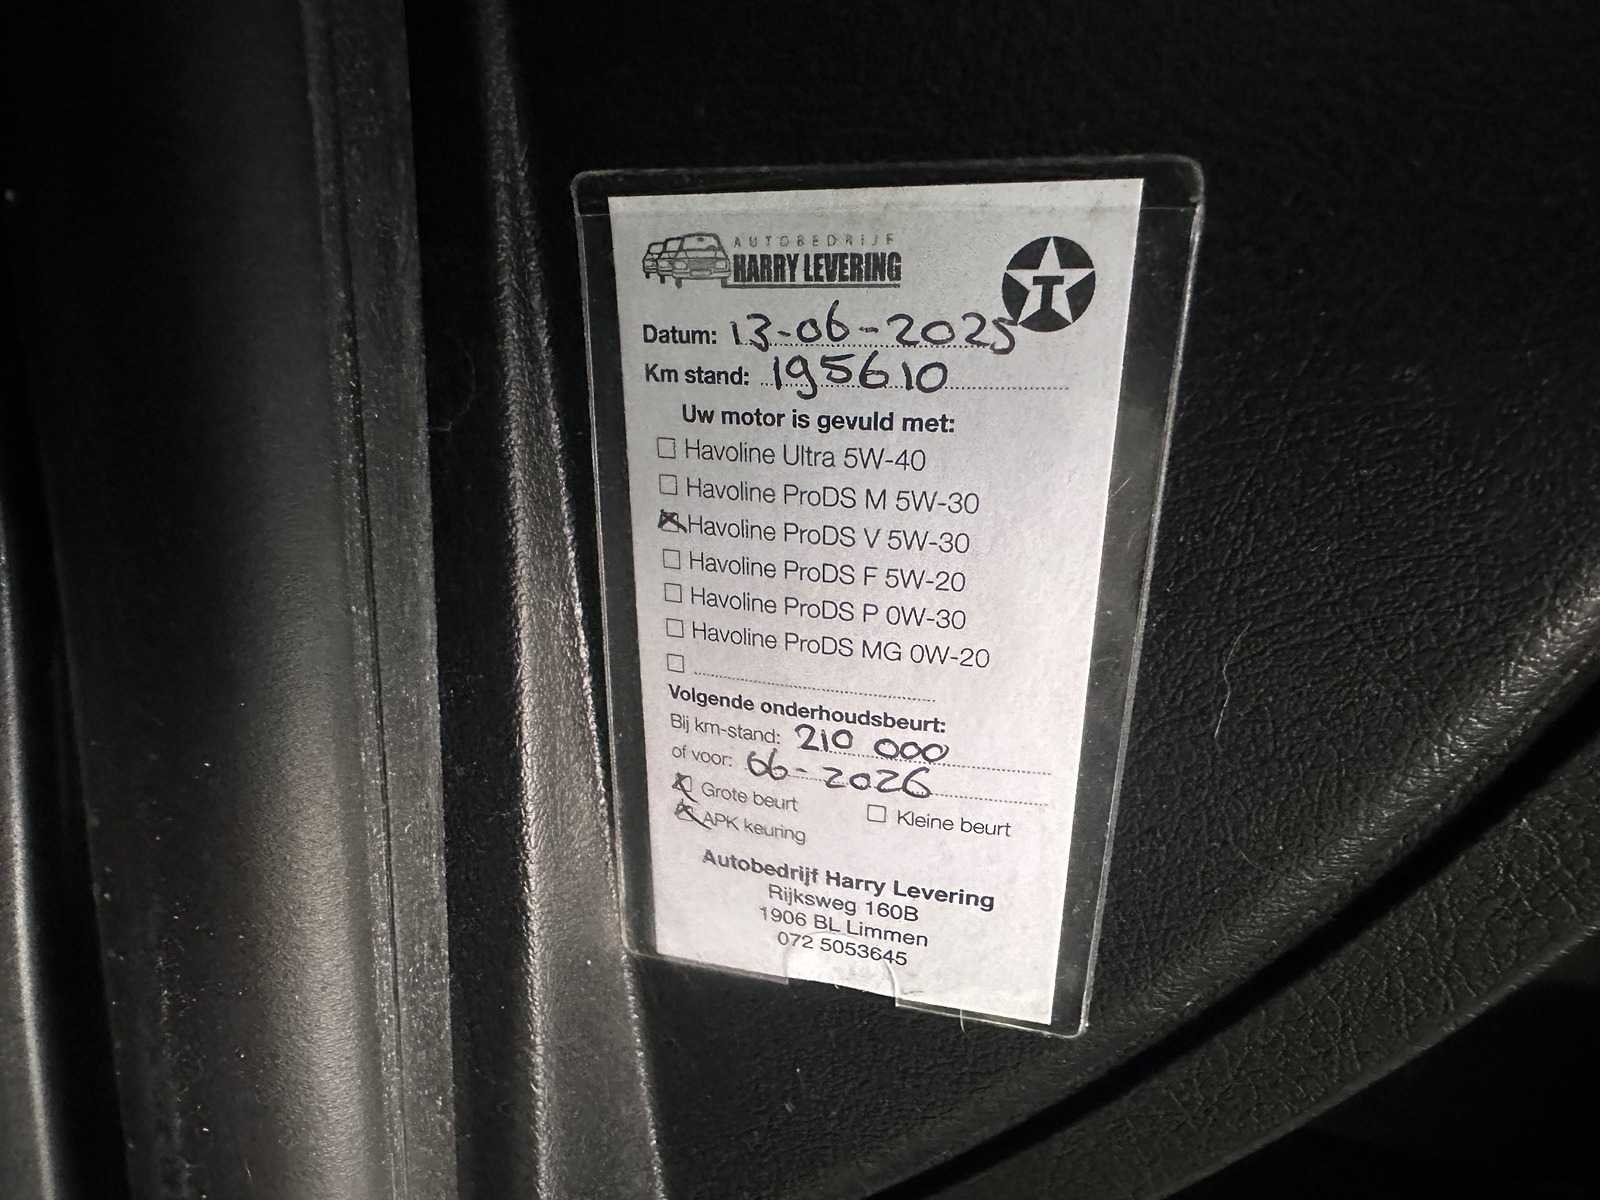 AUTOBEDRIJF
HARRY LEVERING
T
Datum: 13-06-2025
Km stand: 195610
Uw motor is gevuld met:
☐ Havoline Ultra 5W-40
☐ Havoline ProDS M 5W-30
☒ Havoline ProDS V 5W-30
☐ Havoline ProDS F 5W-20
☐ Havoline ProDS P 0W-30
☐ Havoline ProDS MG 0W-20
☐
Volgende onderhoudsbeurt:
Bij km-stand: 210 000
of voor: 06-2026
☒ Grote beurt ☐ Kleine beurt
☒ APK keuring
Autobedrijf Harry Levering
Rijksweg 160B
1906 BL Limmen
072 5053645